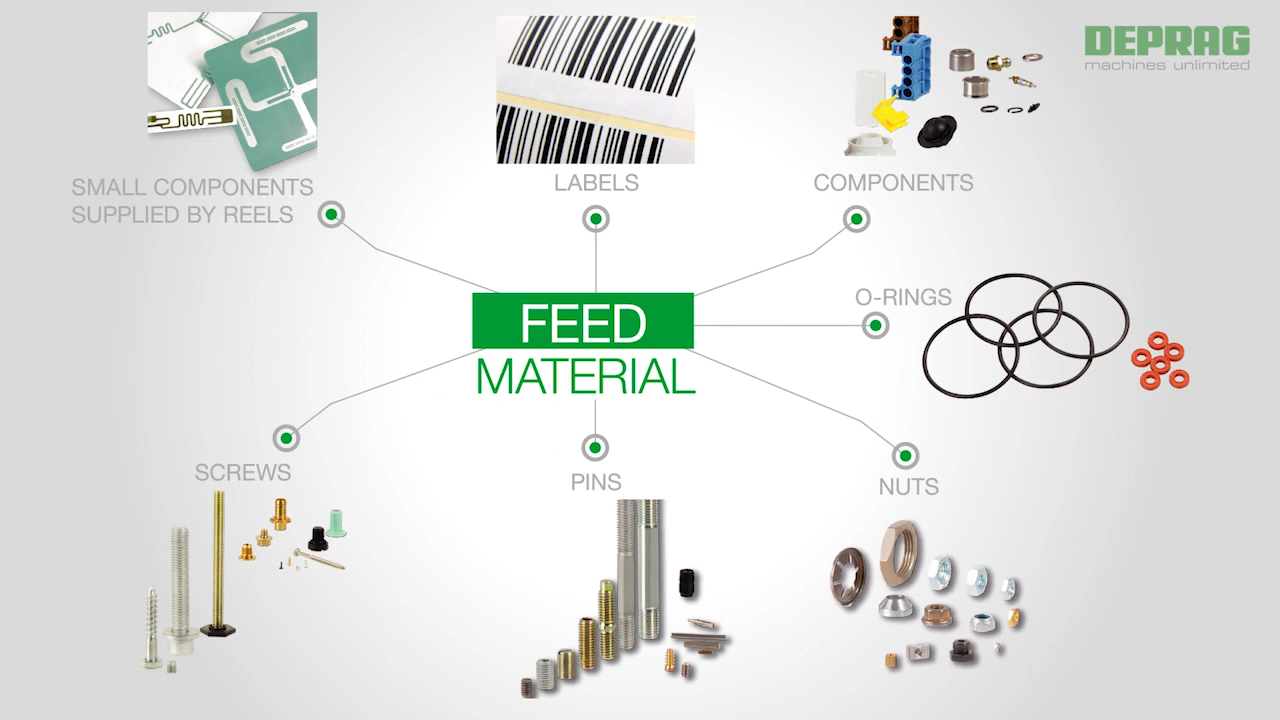 DEPRAG
machines unlimited
SMALL COMPONENTS
SUPPLIED BY REELS
LABELS
COMPONENTS
O-RINGS
FEED
MATERIAL
SCREWS
PINS
NUTS